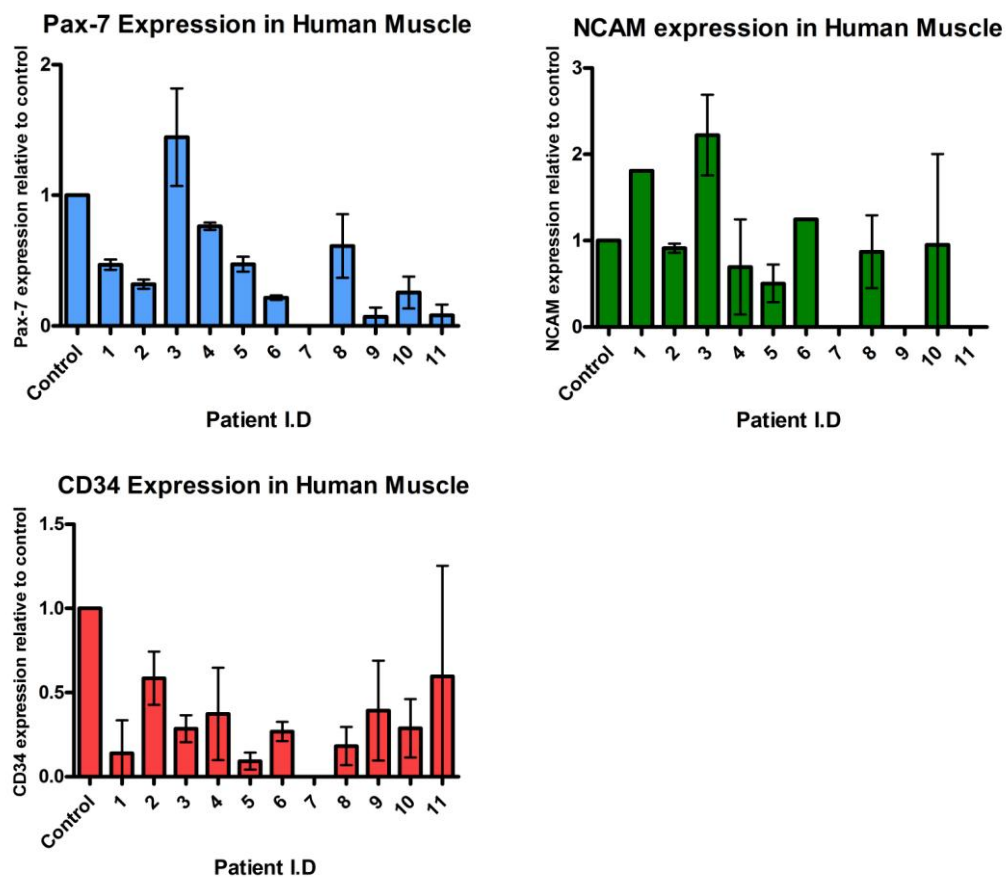 Pax-7 Expression in Human Muscle
Pax-7 expression relative to control
2
1
0
Control 1 2 3 4 5 6 7 8 9 10 11
Patient I.D
NCAM expression in Human Muscle
NCAM expression relative to control
3
2
1
0
Control 1 2 3 4 5 6 7 8 9 10 11
Patient I.D
CD34 Expression in Human Muscle
CD34 expression relative to control
1.5
1.0
0.5
0.0
Control 1 2 3 4 5 6 7 8 9 10 11
Patient I.D